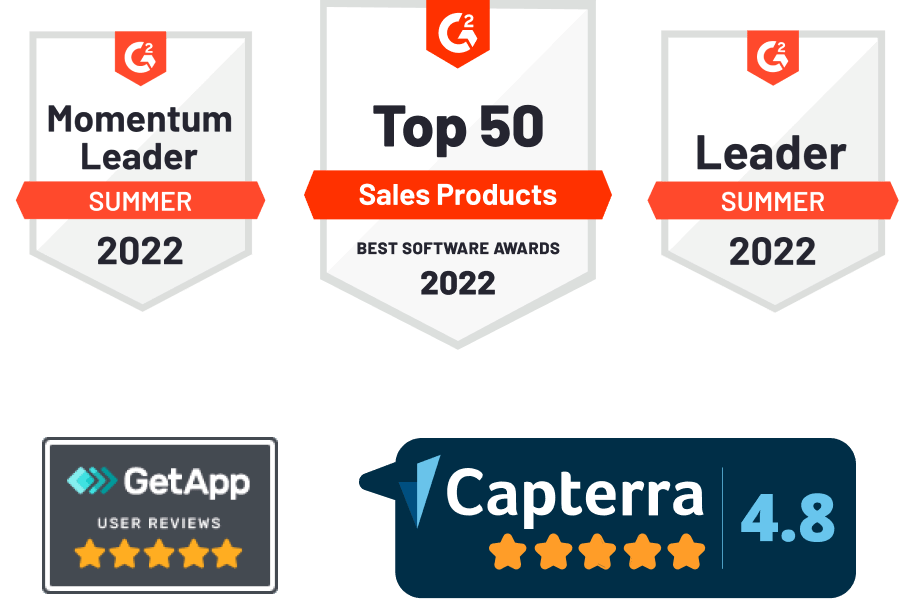 G2
Momentum
Leader
SUMMER
2022
G2
Top 50
Sales Products
BEST SOFTWARE AWARDS
2022
G2
Leader
SUMMER
2022
GetApp
USER REVIEWS
Capterra
4.8